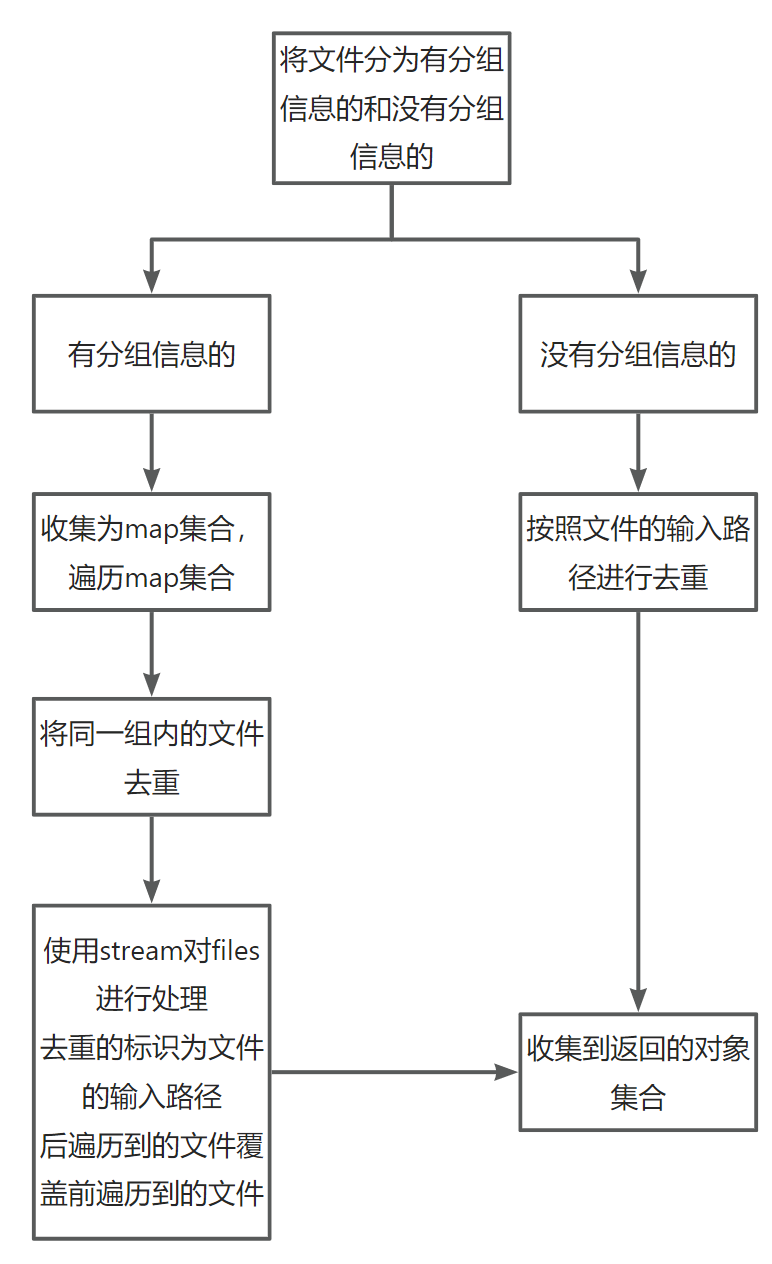 将文件分为有分组
信息的和没有分组
信息的
有分组信息的
没有分组信息的
收集为map集合，
遍历map集合
按照文件的输入路
径进行去重
将同一组内的文件
去重
使用stream对files
进行处理
去重的标识为文件
的输入路径
后遍历到的文件覆
盖前遍历到的文件
收集到返回的对象
集合